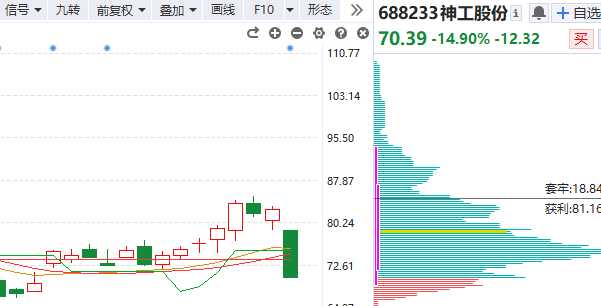 信号 九转 前复权 叠加 画线 F10 形态
688233神工股份 自选
70.39 -14.90% -12.32 买
110.77
103.14
95.50
87.87
套牢:18.84
获利:81.16
80.24
72.61